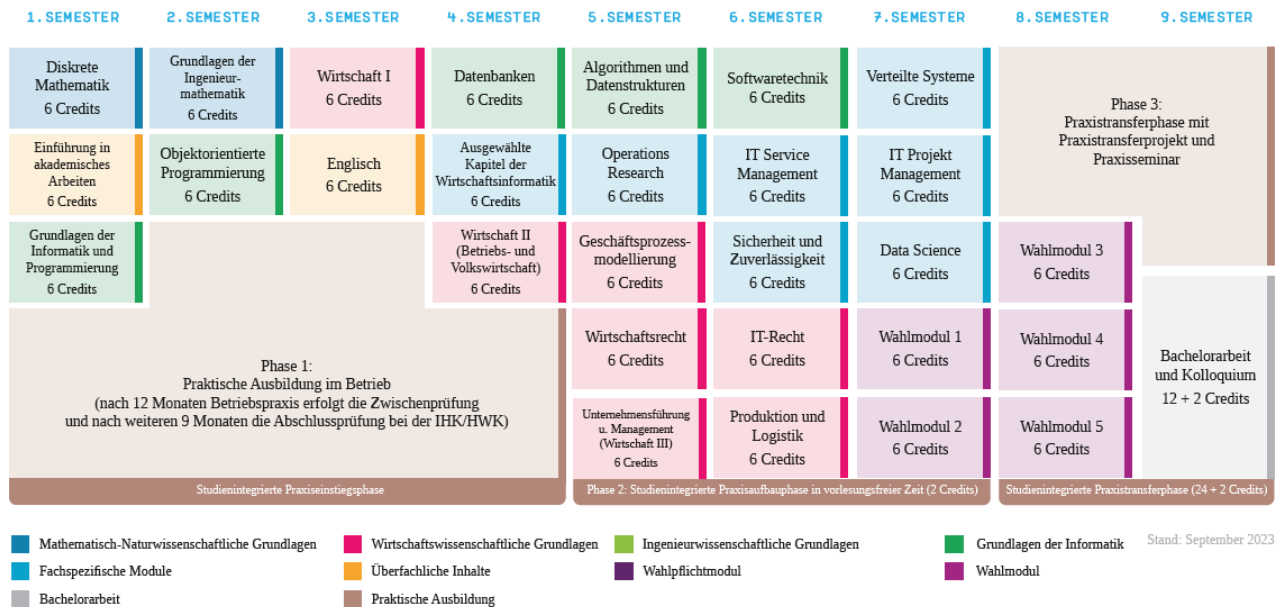 1.SEMESTER 2.SEMESTER 3.SEMESTER 4.SEMESTER 5.SEMESTER 6.SEMESTER 7.SEMESTER 8.SEMESTER 9.SEMESTER
Diskrete
Mathematik
6 Credits
Grundlagen der
Ingenieur-
mathematik
6 Credits
Wirtschaft I
6 Credits
Datenbanken
6 Credits
Algorithmen und
Datenstrukturen
6 Credits
Softwaretechnik
6 Credits
Verteilte Systeme
6 Credits
Phase 3:
Praxistransferphase mit
Praxistransferprojekt und
Praxisseminar
Einführung in
akademisches
Arbeiten
6 Credits
Objektorientierte
Programmierung
6 Credits
Englisch
6 Credits
Ausgewählte
Kapitel der
Wirtschaftsinformatik
6 Credits
Operations
Research
6 Credits
IT Service
Management
6 Credits
IT Projekt
Management
6 Credits
Grundlagen der
Informatik und
Programmierung
6 Credits
Wirtschaft II
(Betriebs- und
Volkswirtschaft)
6 Credits
Geschäftsprozess-
modellierung
6 Credits
Sicherheit und
Zuverlässigkeit
6 Credits
Data Science
6 Credits
Wahlmodul 3
6 Credits
Phase 1:
Praktische Ausbildung im Betrieb
(nach 12 Monaten Betriebspraxis erfolgt die Zwischenprüfung
und nach weiteren 9 Monaten die Abschlussprüfung bei der IHK/HWK)
Wirtschaftsrecht
6 Credits
IT-Recht
6 Credits
Wahlmodul 1
6 Credits
Wahlmodul 4
6 Credits
Bachelorarbeit
und Kolloquium
12 + 2 Credits
Unternehmensführung
u. Management
(Wirtschaft III)
6 Credits
Produktion und
Logistik
6 Credits
Wahlmodul 2
6 Credits
Wahlmodul 5
6 Credits
Studienintegrierte Praxiseinstiegsphase
Phase 2: Studienintegrierte Praxisaufbauphase in vorlesungsfreier Zeit (2 Credits)
Studienintegrierte Praxistransferphase (24 + 2 Credits)
Mathematisch-Naturwissenschaftliche Grundlagen
Wirtschaftswissenschaftliche Grundlagen
Ingenieurwissenschaftliche Grundlagen
Grundlagen der Informatik
Stand: September 2023
Fachspezifische Module
Überfachliche Inhalte
Wahlpflichtmodul
Wahlmodul
Bachelorarbeit
Praktische Ausbildung